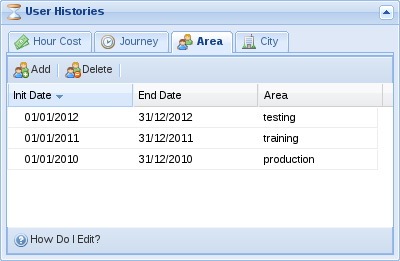 User Histories
Hour Cost Journey Area City
Add Delete
Init Date End Date Area
01/01/2012 31/12/2012 testing
01/01/2011 31/12/2011 training
01/01/2010 31/12/2010 production
How Do I Edit?